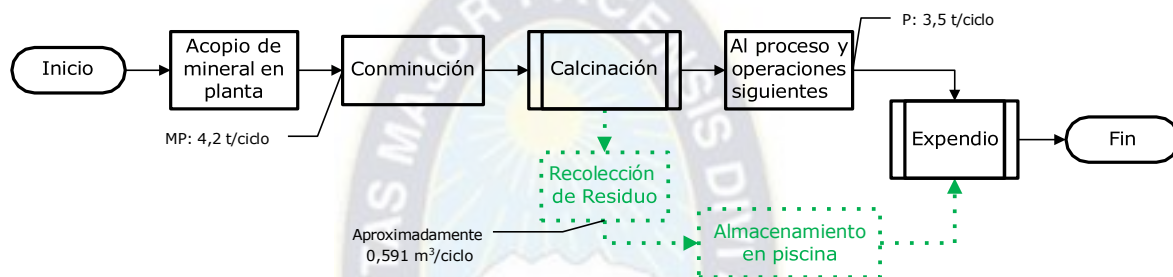 P: 3,5 t/ciclo
Inicio
Acopio de
mineral en
planta
Conminución
Calcinación
Al proceso y
operaciones
siguientes
MP: 4,2 t/ciclo
Expendio
Fin
Recolección
de Residuo
Aproximadamente
0,591 m³/ciclo
Almacenamiento
en piscina